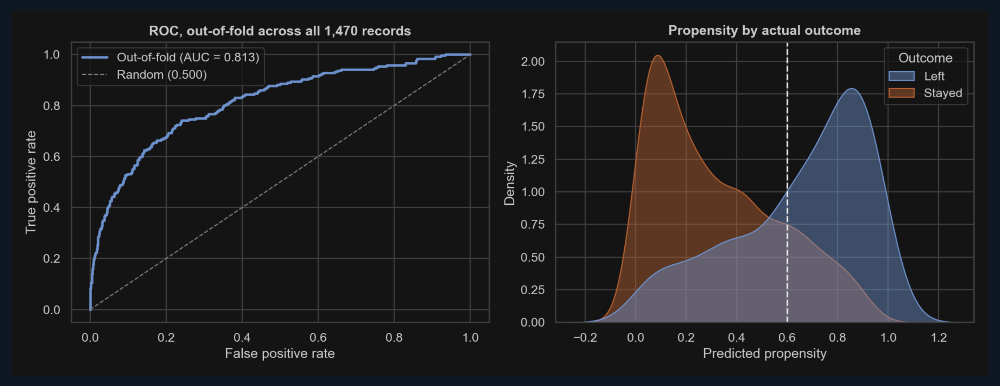 ROC, out-of-fold across all 1,470 records
Out-of-fold (AUC = 0.813)
Random (0.500)
True positive rate
1.0
0.8
0.6
0.4
0.2
0.0
0.0 0.2 0.4 0.6 0.8 1.0
False positive rate
Propensity by actual outcome
Outcome
Left
Stayed
Density
2.00
1.75
1.50
1.25
1.00
0.75
0.50
0.25
0.00
−0.2 0.0 0.2 0.4 0.6 0.8 1.0 1.2
Predicted propensity